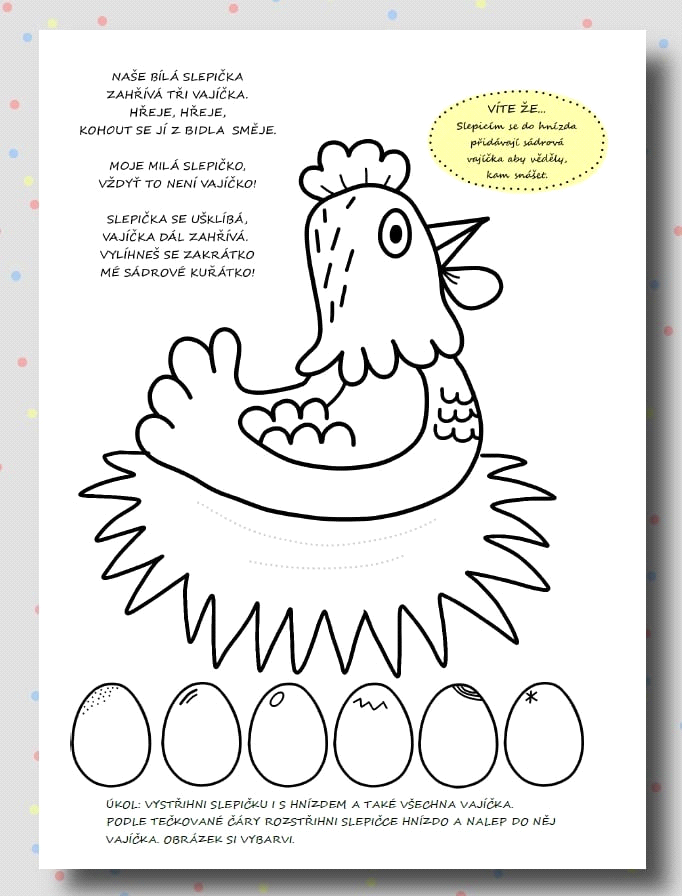 NAŠE BÍLÁ SLEPIČKA
ZAHŘÍVÁ TŘI VAJÍČKA.
HŘEJE, HŘEJE,
KOHOUT SE JÍ Z BIDLA SMĚJE.
MOJE MILÁ SLEPIČKO,
VŽDYŤ TO NENÍ VAJÍČKO!
SLEPIČKA SE UŠKLÍBÁ,
VAJÍČKA DÁL ZAHŘÍVÁ.
VYLÍHNEŠ SE ZAKRÁTKO
MÉ SÁDROVÉ KUŘÁTKO!
VÍTE ŽE...
Slepicím se do hnízda
přidávají sádrová
vajíčka aby věděly,
kam snášet.
ÚKOL: VYSTŘIHNI SLEPIČKU I S HNÍZDEM A TAKÉ VŠECHNA VAJÍČKA.
PODLE TEČKOVANÉ ČÁRY ROZSTŘIHNI SLEPIČCE HNÍZDO A NALEP DO NĚJ
VAJÍČKA. OBRÁZEK SI VYBARVI.